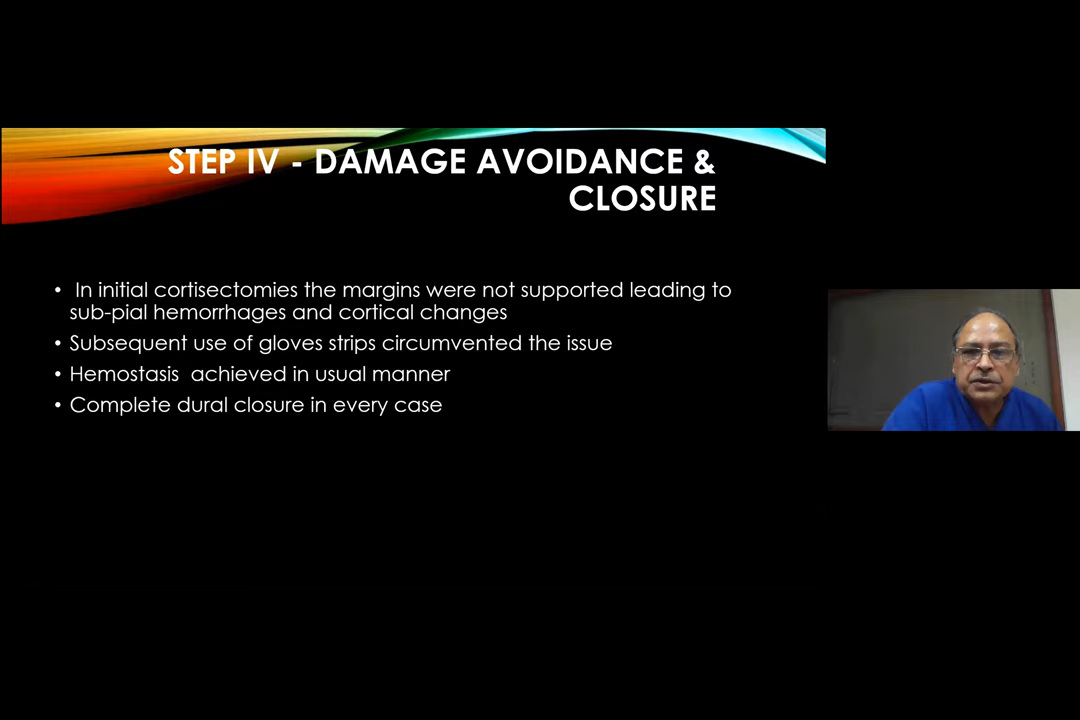 STEP IV - DAMAGE AVOIDANCE &
CLOSURE
• In initial cortisectomies the margins were not supported leading to
sub-pial hemorrhages and cortical changes
• Subsequent use of gloves strips circumvented the issue
• Hemostasis achieved in usual manner
• Complete dural closure in every case